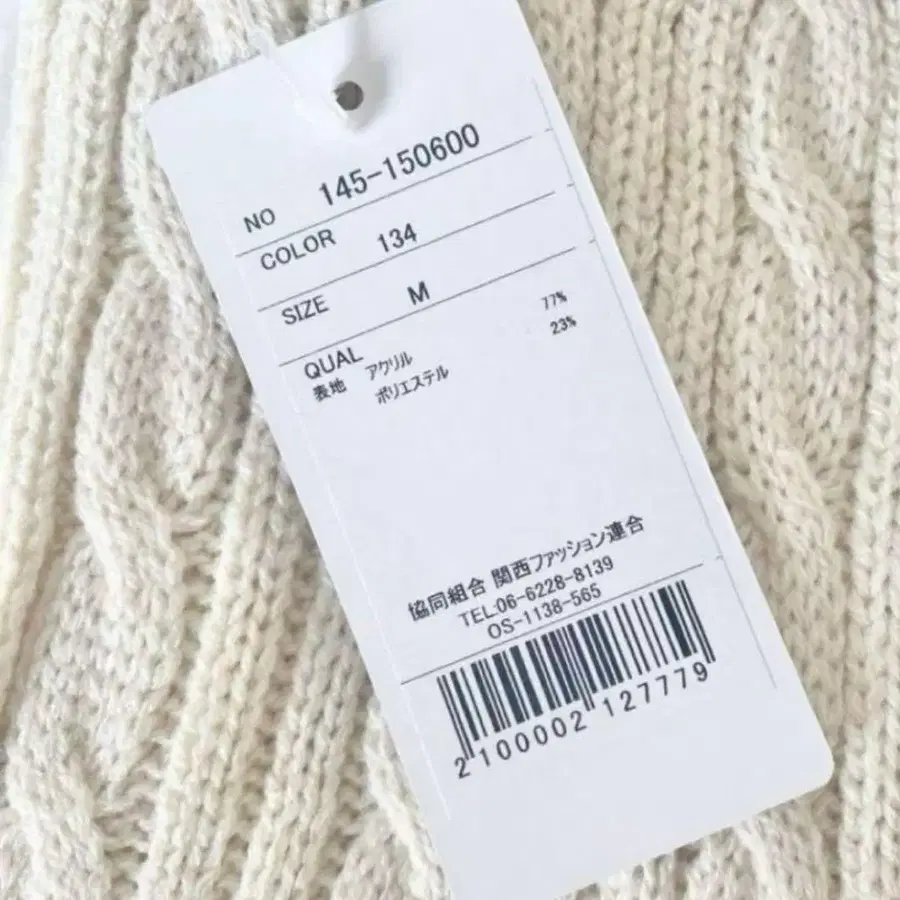 NO 145-150600
COLOR 134
SIZE M
QUAL
表地 アクリル 77%
ポリエステル 23%
協同組合 関西ファッション連合
TEL:06-6228-8139
OS-1138-565
2100002127779